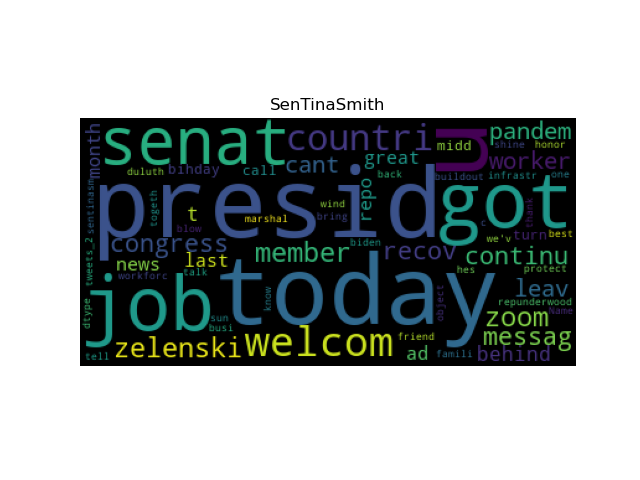 SenTinaSmith
month
senat
countri
u
midd
pandem
shine
honor
duluth
bihday
call
cant
great
back
worker
buildout
infrastr
one
sentinasm
togeth
presid
repo
got
t
wind
marshal
bring
thank
blow
congress
member
biden
recov
c
we'v
turn
best
tweets_2
news
last
workforc
talk
today
know
hes
continu
protect
dtype
job
sun
busi
object
leav
repunderwood
Name
zoom
tell
zelenski
welcom
friend
ad
famili
messag
behind